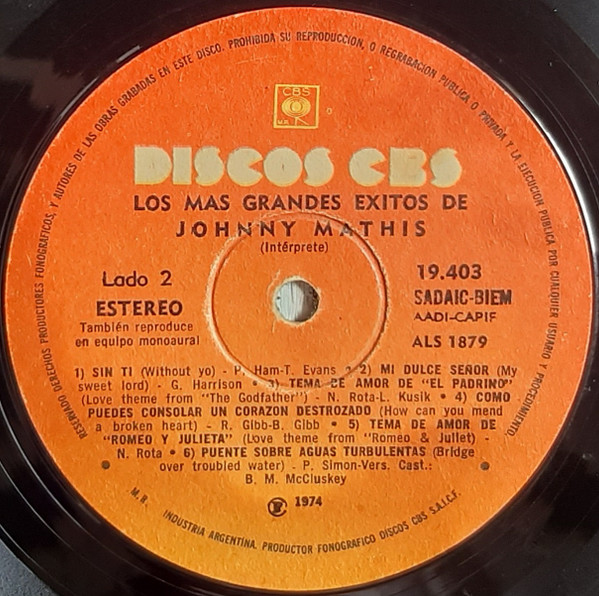 RESERVADO DERECHOS PRODUCTORES FONOGRAFICOS, Y AUTORES DE LAS OBRAS GRABADAS EN ESTE DISCO. PROHIBIDA SU REPRODUCCION, O REGRABACION PUBLICA O PRIVADA Y LA EJECUCION PUBLICA POR CUALQUIER USUARIO Y PROCEDIMIENTO.
CBS
M.R.
DISCOS CBS
LOS MAS GRANDES EXITOS DE
JOHNNY MATHIS
(Intérprete)
Lado 2
ESTEREO
También reproduce
en equipo monoaural
19.403
SADAIC-BIEM
AADI-CAPIF
ALS 1879
1) SIN TI (Without yo) - P. Ham-T. Evans • 2) MI DULCE SEÑOR (My
sweet lord) - G. Harrison • 3) TEMA DE AMOR DE "EL PADRINO"
(Love theme from "The Godfather") - N. Rota-L. Kusik • 4) COMO
PUEDES CONSOLAR UN CORAZON DESTROZADO (How can you mend
a broken heart) - R. Gibb-B. Gibb • 5) TEMA DE AMOR DE
"ROMEO Y JULIETA" (Love theme from "Romeo & Juliet) -
N. Rota • 6) PUENTE SOBRE AGUAS TURBULENTAS (Bridge
over troubled water) - P. Simon-Vers. Cast.:
B. M. McCluskey
Ⓟ 1974
M. R. INDUSTRIA ARGENTINA. PRODUCTOR FONOGRAFICO DISCOS CBS S.A.I.C.F.